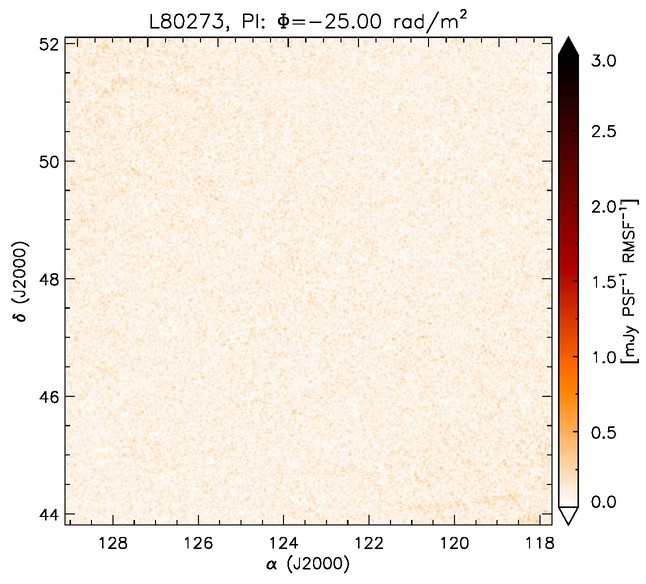 L80273, PI: Φ=−25.00 rad/m²
52
50
48
46
44
δ (J2000)
128 126 124 122 120 118
α (J2000)
3.0
2.5
2.0
1.5
1.0
0.5
0.0
[mJy PSF⁻¹ RMSF⁻¹]